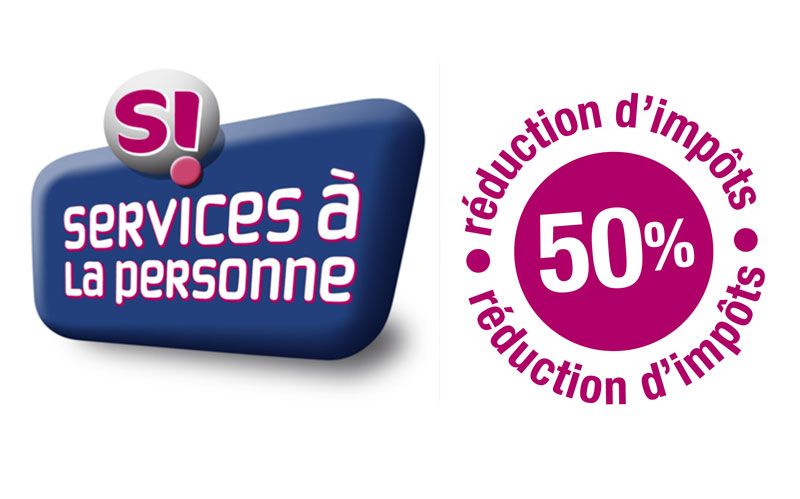 S!
SERVICES à
LA PERSONNE
réduction d'impôts
50%
réduction d'impôts